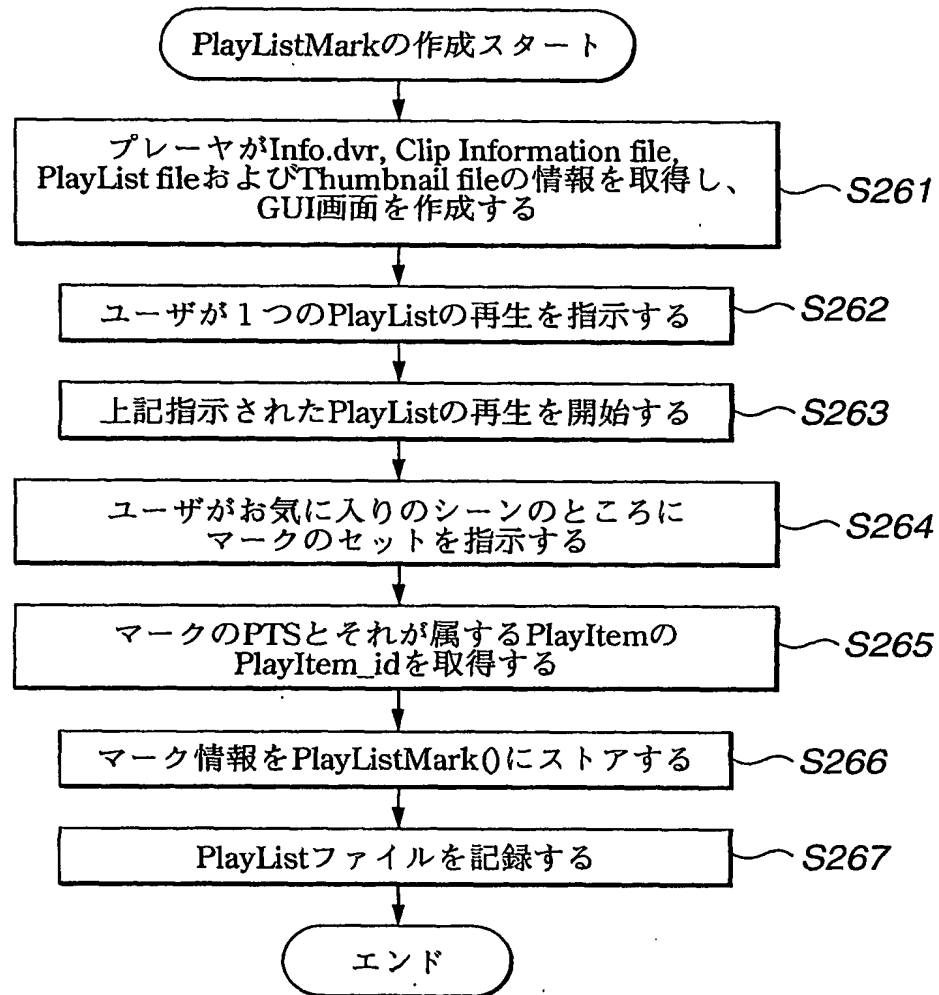 PlayListMarkの作成スタート
プレーヤがInfo.dvr, Clip Information file,
PlayList fileおよびThumbnail fileの情報を取得し、
GUI画面を作成する
S261
ユーザが１つのPlayListの再生を指示する
S262
上記指示されたPlayListの再生を開始する
S263
ユーザがお気に入りのシーンのところに
マークのセットを指示する
S264
マークのPTSとそれが属するPlayItemの
PlayItem_idを取得する
S265
マーク情報をPlayListMark()にストアする
S266
PlayListファイルを記録する
S267
エンド